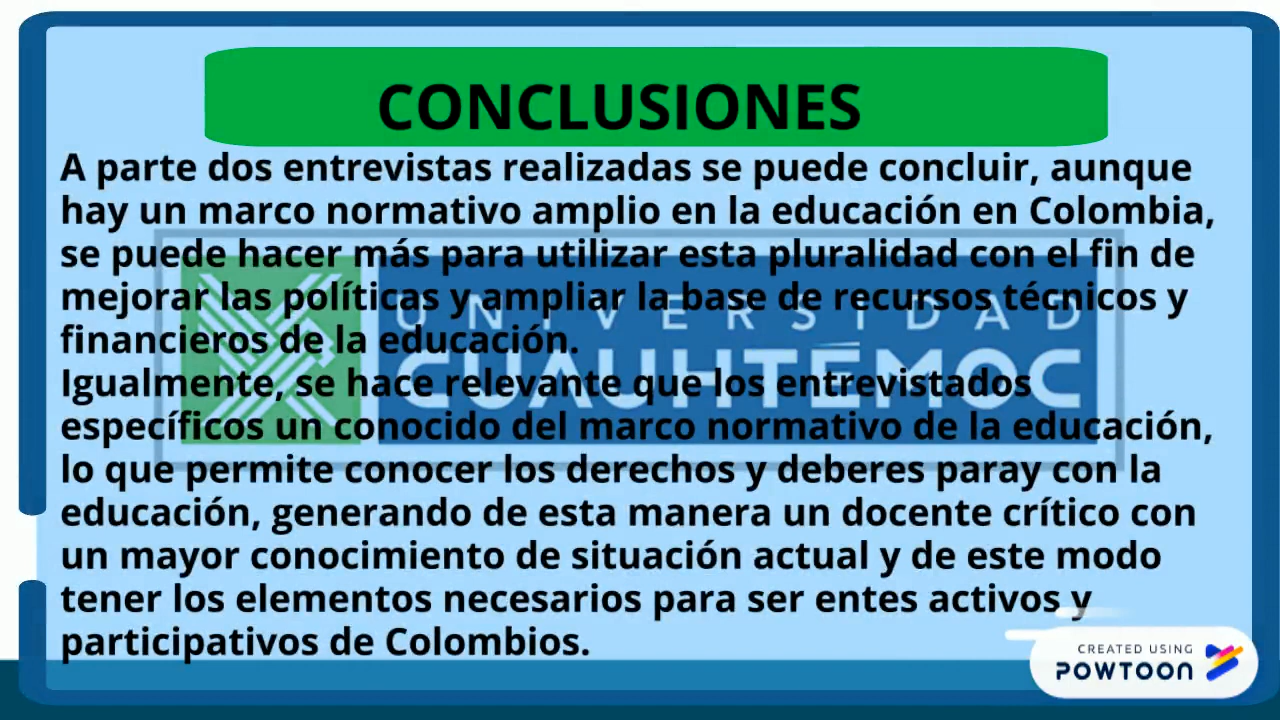 CONCLUSIONES
A parte dos entrevistas realizadas se puede concluir, aunque
hay un marco normativo amplio en la educación en Colombia,
se puede hacer más para utilizar esta pluralidad con el fin de
mejorar las políticas y ampliar la base de recursos técnicos y
financieros de la educación.
Igualmente, se hace relevante que los entrevistados
específicos un conocido del marco normativo de la educación,
lo que permite conocer los derechos y deberes paray con la
educación, generando de esta manera un docente crítico con
un mayor conocimiento de situación actual y de este modo
tener los elementos necesarios para ser entes activos y
participativos de Colombios.
UNIVERSIDAD
CUAUHTÉMOC
CREATED USING
POWTOON